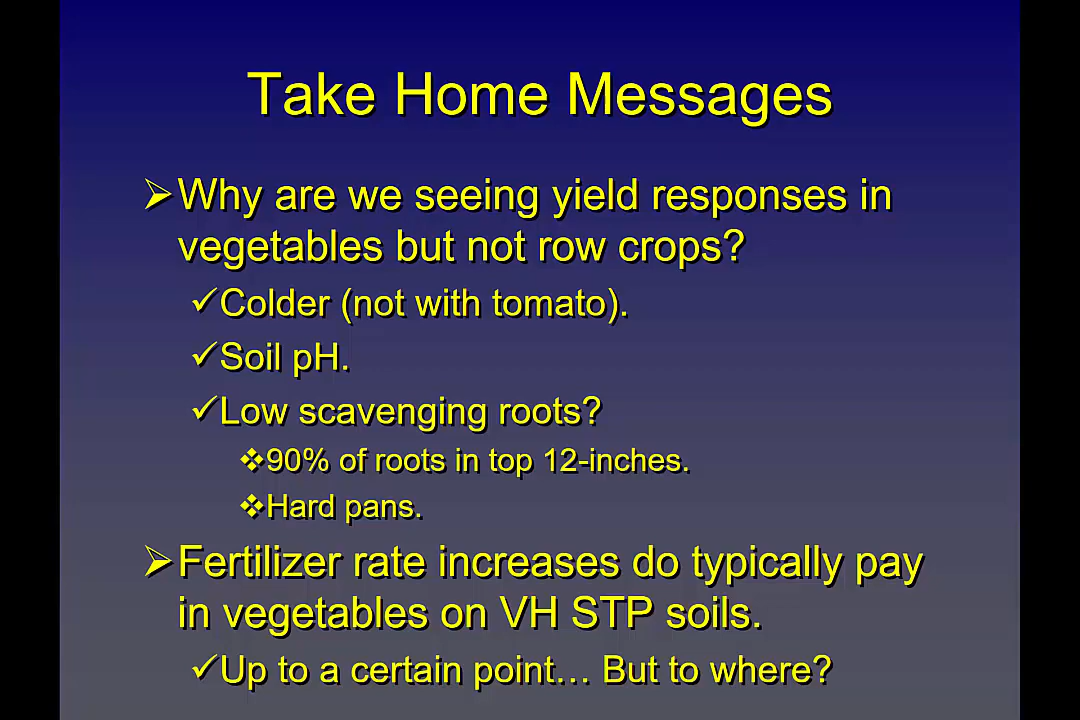 Take Home Messages
➢Why are we seeing yield responses in
vegetables but not row crops?
✓Colder (not with tomato).
✓Soil pH.
✓Low scavenging roots?
❖90% of roots in top 12-inches.
❖Hard pans.
➢Fertilizer rate increases do typically pay
in vegetables on VH STP soils.
✓Up to a certain point… But to where?